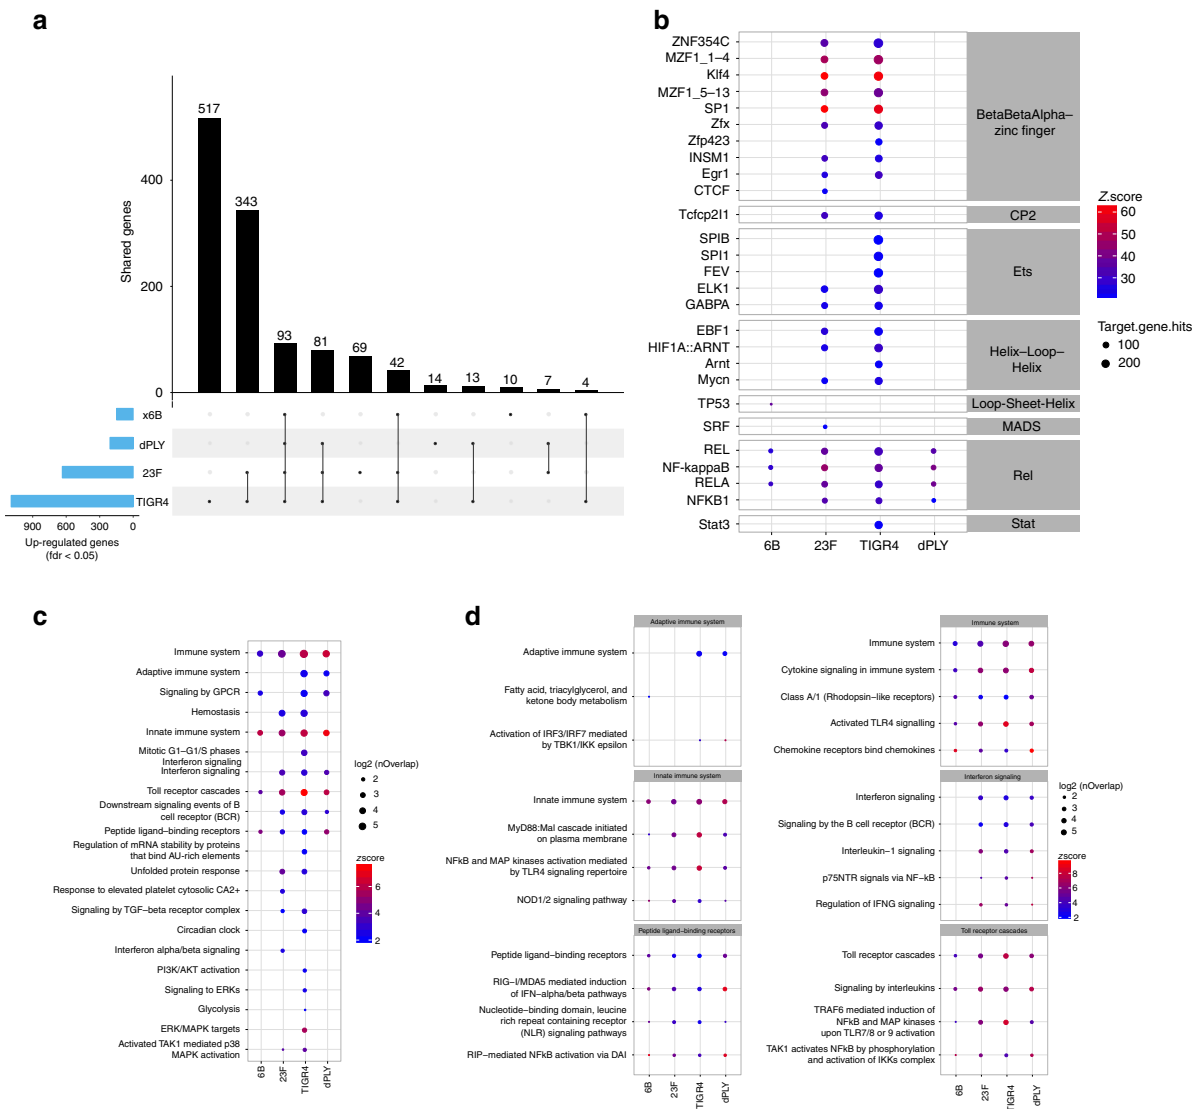 a
517
343
93
81
69
42
14
13
10
7
4
Shared genes
400
200
0
x6B
dPLY
23F
TIGR4
900
600
300
0
Up-regulated genes
(fdr < 0.05)
b
ZNF354C
MZF1_1–4
Klf4
MZF1_5–13
SP1
Zfx
Zfp423
INSM1
Egr1
CTCF
BetaBetaAlpha–
zinc finger
Tcfcp2l1
CP2
SPIB
SPI1
FEV
ELK1
GABPA
Ets
EBF1
HIF1A::ARNT
Arnt
Mycn
Helix–Loop–
Helix
TP53
Loop-Sheet-Helix
SRF
MADS
REL
NF-kappaB
RELA
NFKB1
Rel
Stat3
Stat
6B
23F
TIGR4
dPLY
Z.score
60
50
40
30
Target.gene.hits
100
200
c
Immune system
Adaptive immune system
Signaling by GPCR
Hemostasis
Innate immune system
Mitotic G1–G1/S phases
Interferon signaling
Interferon signaling
Toll receptor cascades
Downstream signaling events of B
cell receptor (BCR)
Peptide ligand–binding receptors
Regulation of mRNA stability by proteins
that bind AU-rich elements
Unfolded protein response
Response to elevated platelet cytosolic CA2+
Signaling by TGF–beta receptor complex
Circadian clock
Interferon alpha/beta signaling
PI3K/AKT activation
Signaling to ERKs
Glycolysis
ERK/MAPK targets
Activated TAK1 mediated p38
MAPK activation
6B
23F
TIGR4
dPLY
log2 (nOverlap)
2
3
4
5
zscore
6
4
2
d
Adaptive immune system
Adaptive immune system
Fatty acid, triacylglycerol, and
ketone body metabolism
Activation of IRF3/IRF7 mediated
by TBK1/IKK epsilon
Innate immune system
Innate immune system
MyD88:Mal cascade initiated
on plasma membrane
NFkB and MAP kinases activation mediated
by TLR4 signaling repertoire
NOD1/2 signaling pathway
Peptide ligand–binding receptors
Peptide ligand–binding receptors
RIG–I/MDA5 mediated induction
of IFN–alpha/beta pathways
Nucleotide–binding domain, leucine
rich repeat containing receptor
(NLR) signaling pathways
RIP–mediated NFkB activation via DAI
6B
23F
TIGR4
dPLY
Immune system
Immune system
Cytokine signaling in immune system
Class A/1 (Rhodopsin–like receptors)
Activated TLR4 signalling
Chemokine receptors bind chemokines
Interferon signaling
Interferon signaling
Signaling by the B cell receptor (BCR)
Interleukin–1 signaling
p75NTR signals via NF–kB
Regulation of IFNG signaling
Toll receptor cascades
Toll receptor cascades
Signaling by interleukins
TRAF6 mediated induction of
NFkB and MAP kinases
upon TLR7/8 or 9 activation
TAK1 activates NFkB by phosphorylation
and activation of IKKs complex
6B
23F
TIGR4
dPLY
log2 (nOverlap)
2
3
4
5
zscore
8
6
4
2